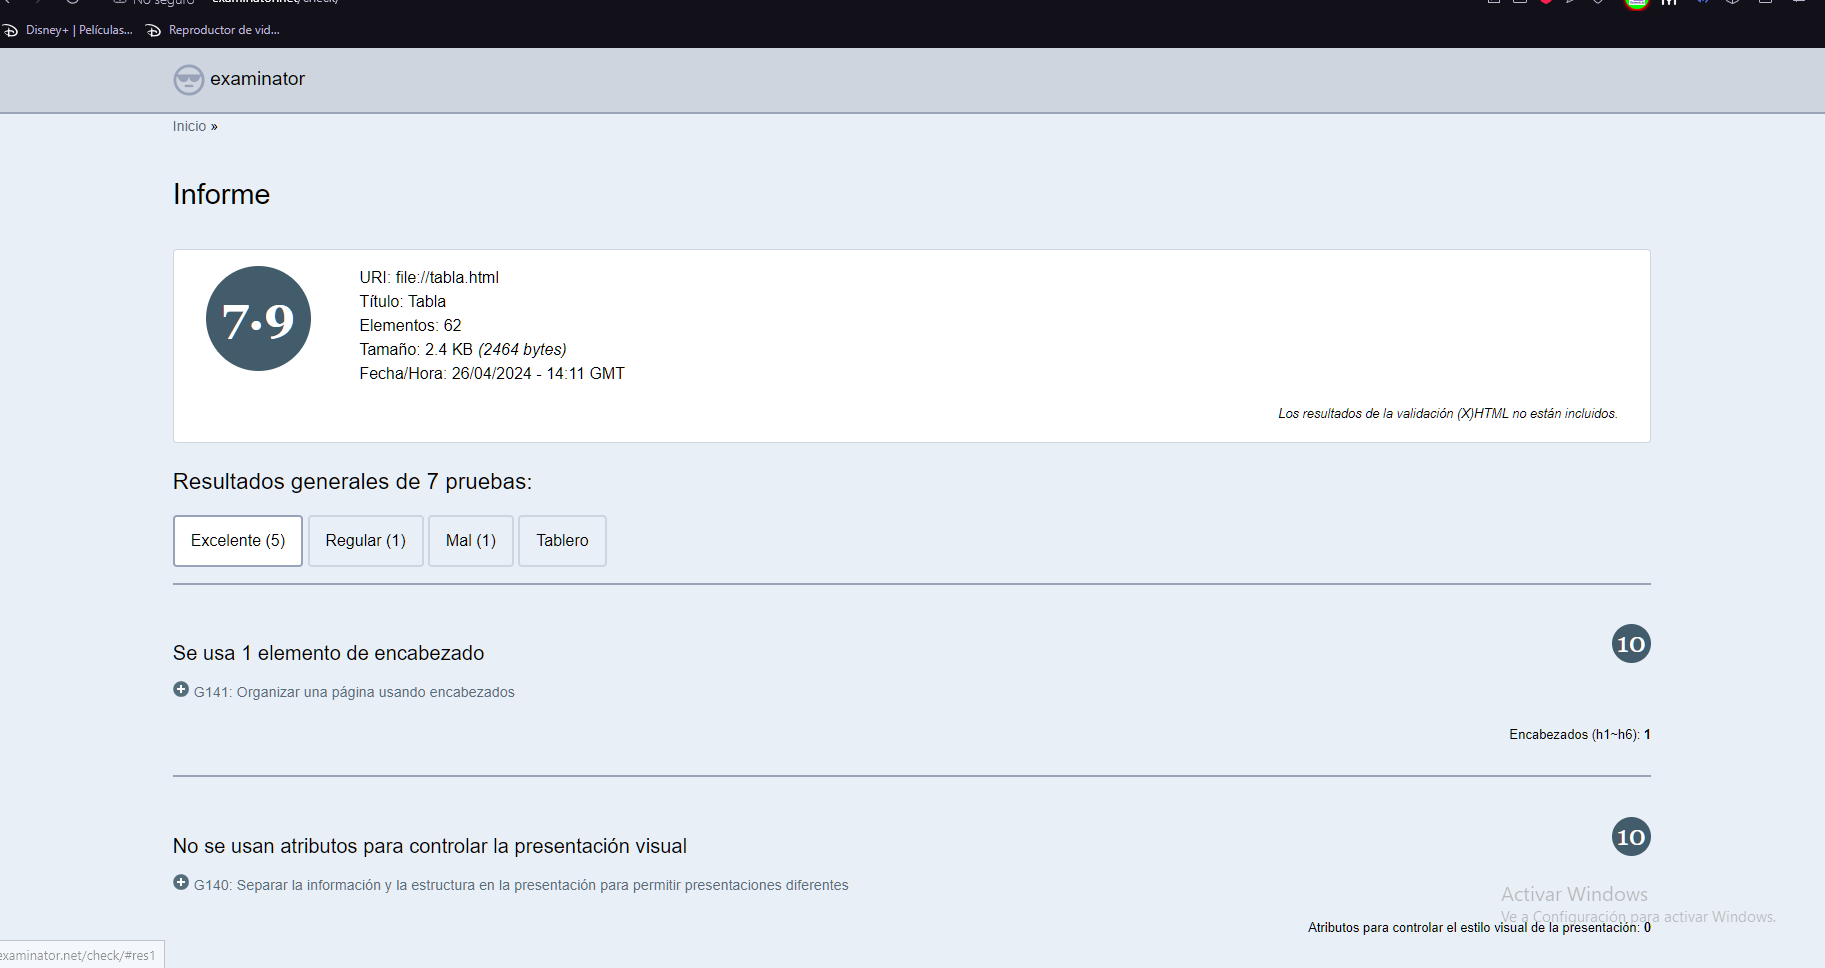 No seguro examinator.net/check/
Disney+ | Películas... Reproductor de vid...
examinator
Inicio »
Informe
7.9
URI: file://tabla.html
Título: Tabla
Elementos: 62
Tamaño: 2.4 KB (2464 bytes)
Fecha/Hora: 26/04/2024 - 14:11 GMT
Los resultados de la validación (X)HTML no están incluidos.
Resultados generales de 7 pruebas:
Excelente (5) Regular (1) Mal (1) Tablero
Se usa 1 elemento de encabezado 10
G141: Organizar una página usando encabezados
Encabezados (h1~h6): 1
No se usan atributos para controlar la presentación visual 10
G140: Separar la información y la estructura en la presentación para permitir presentaciones diferentes
Activar Windows
Ve a Configuración para activar Windows.
Atributos para controlar el estilo visual de la presentación: 0
examinator.net/check/#res1